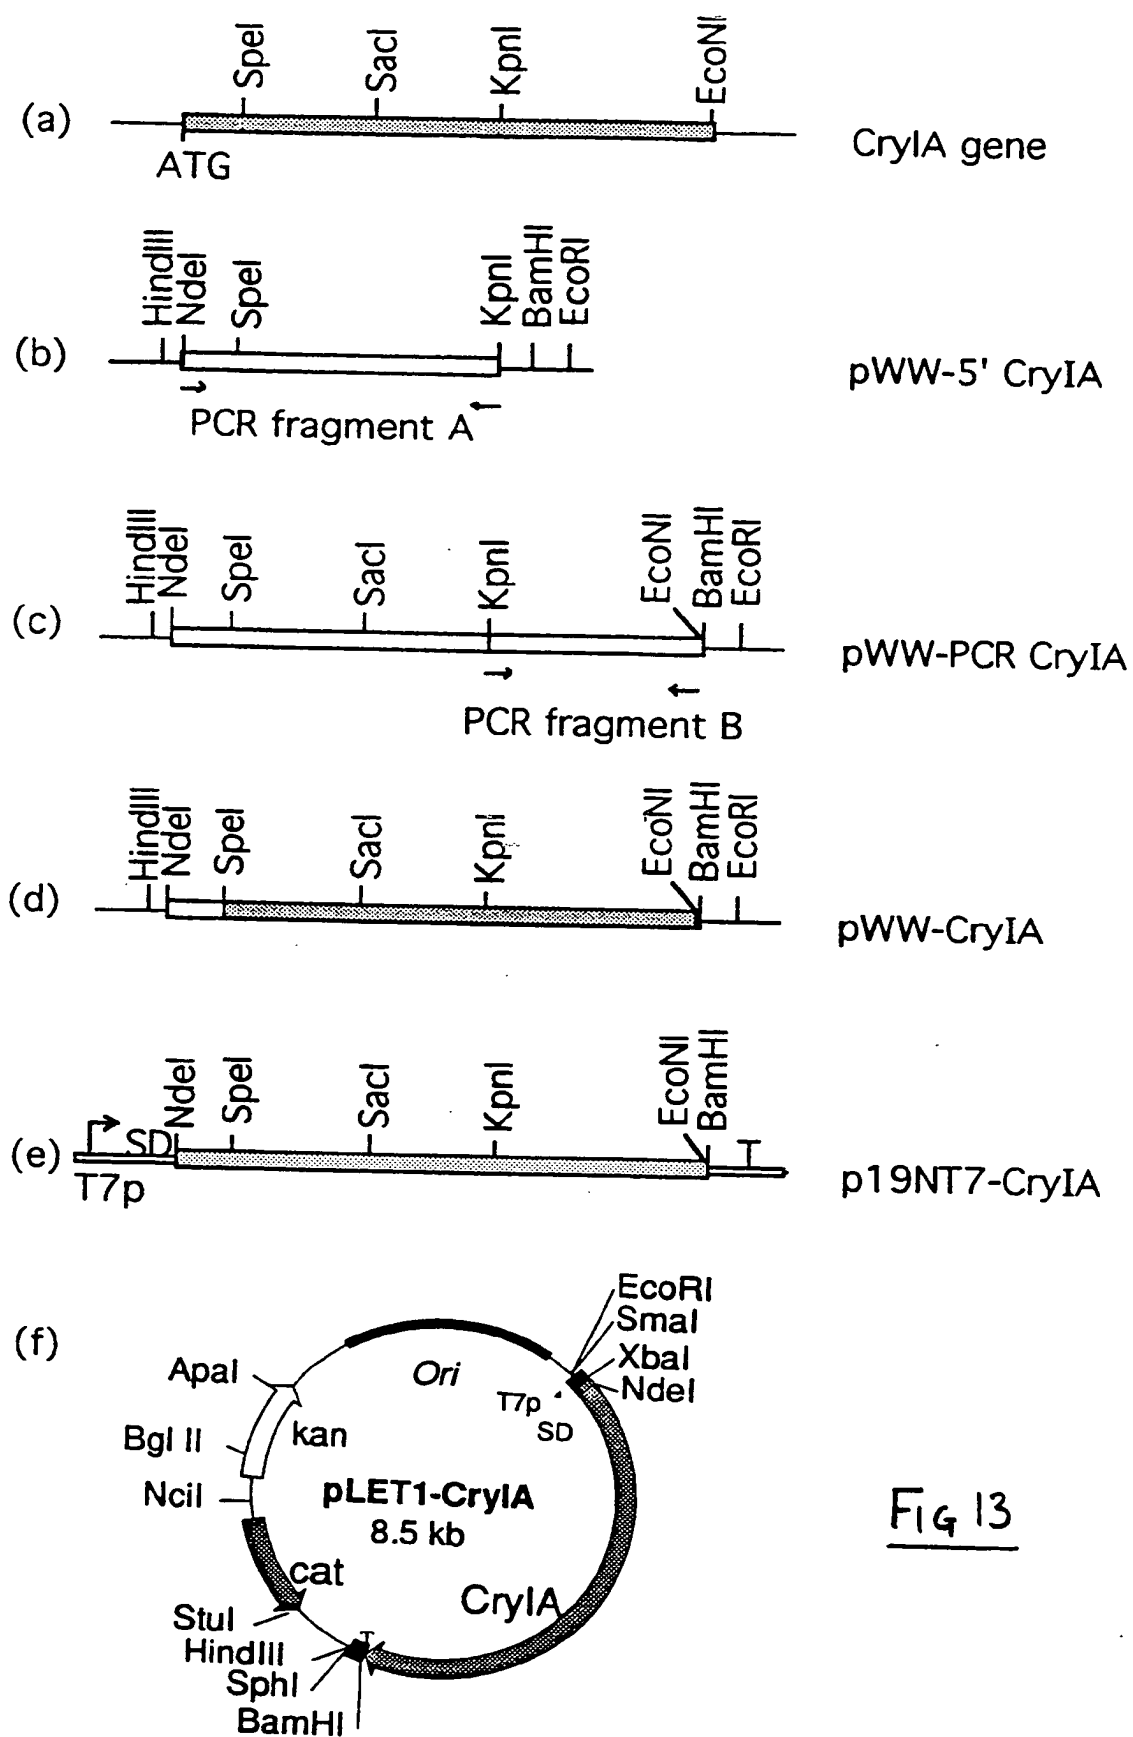 (a)
SpeI
SacI
KpnI
EcoNI
ATG
CryIA gene
(b)
HindIII
NdeI
SpeI
KpnI
BamHI
EcoRI
PCR fragment A
pWW-5' CryIA
(c)
HindIII
NdeI
SpeI
SacI
KpnI
EcoNI
BamHI
EcoRI
PCR fragment B
pWW-PCR CryIA
(d)
HindIII
NdeI
SpeI
SacI
KpnI
EcoNI
BamHI
EcoRI
pWW-CryIA
(e)
T7p
SD
NdeI
SpeI
SacI
KpnI
EcoNI
BamHI
T
p19NT7-CryIA
(f)
EcoRI
SmaI
XbaI
NdeI
T7p
SD
Ori
ApaI
kan
Bgl II
NciI
pLET1-CryIA
8.5 kb
cat
CryIA
StuI
HindIII
SphI
BamHI
T
FIG 13